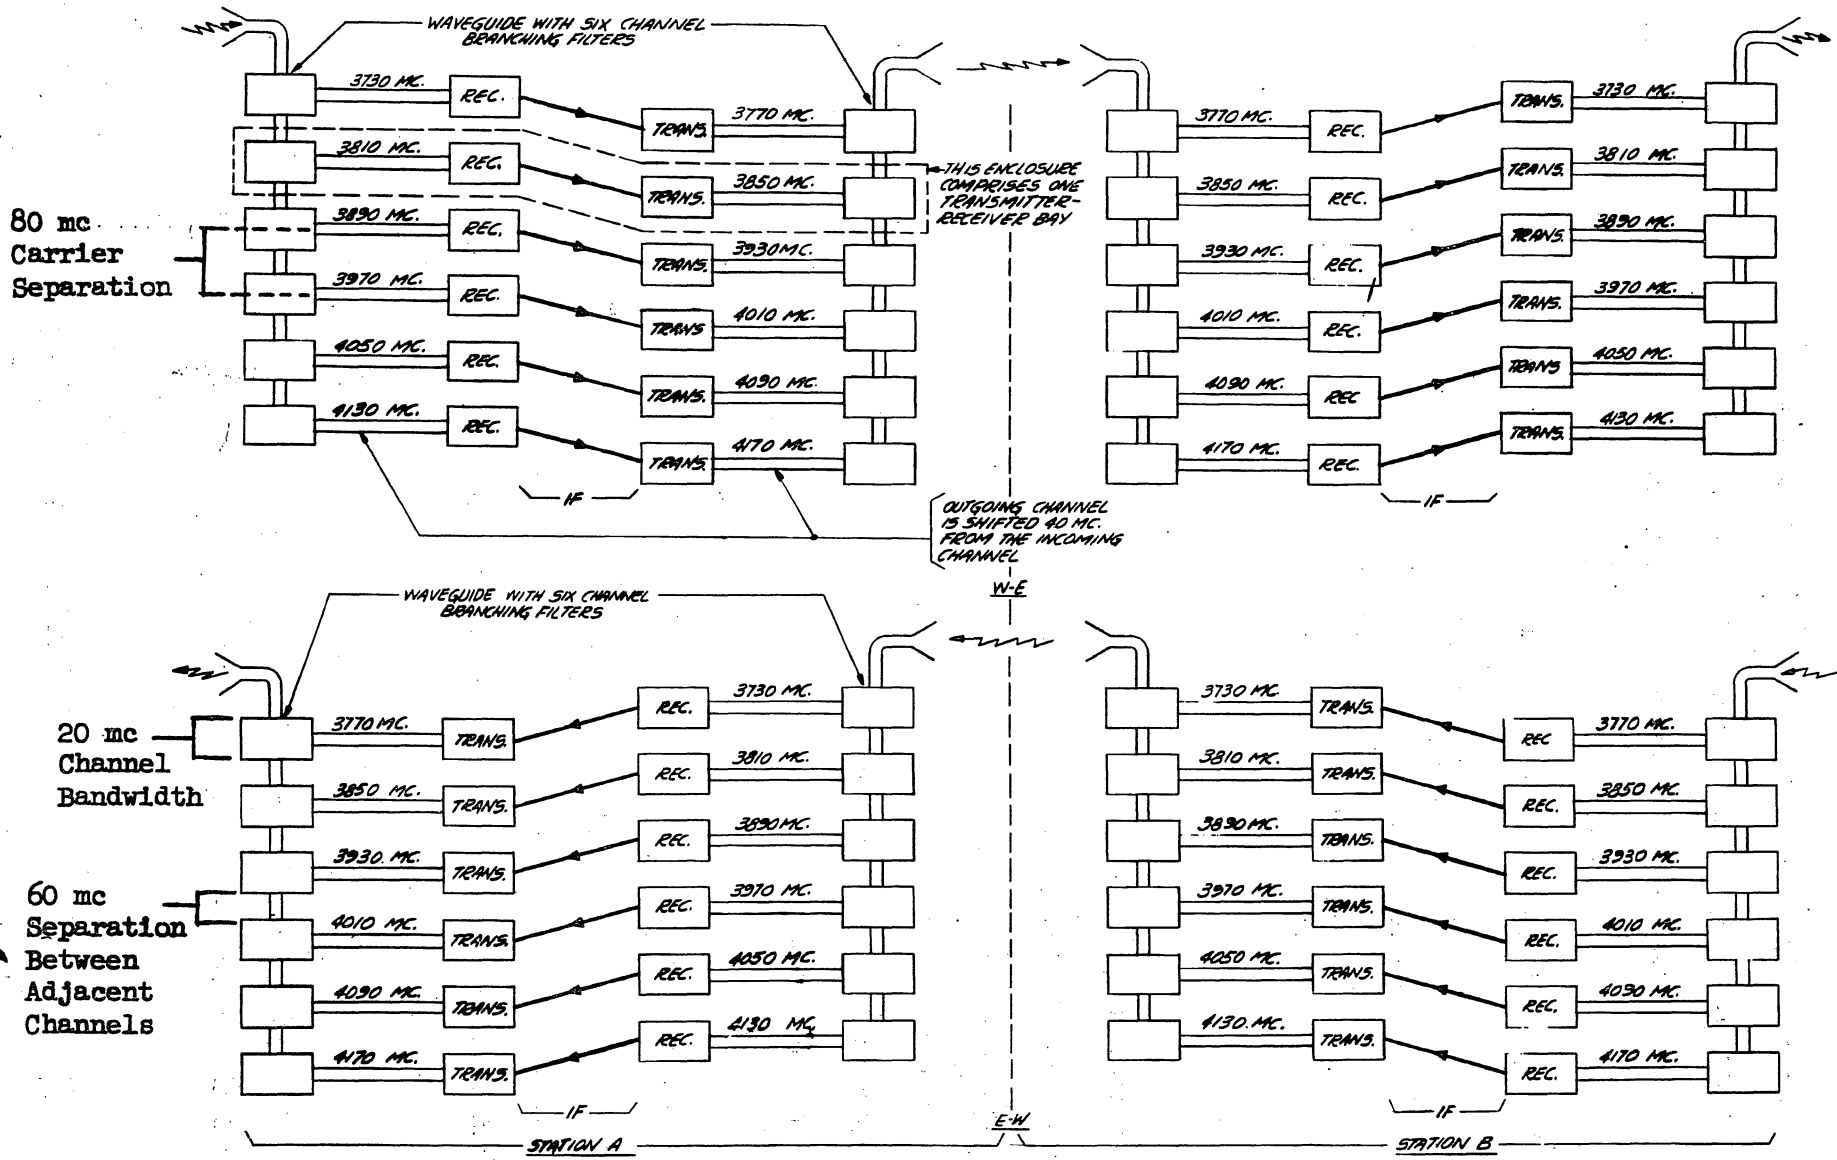 WAVEGUIDE WITH SIX CHANNEL
BRANCHING FILTERS
3730 MC.
REC.
TRANS.
3770 MC.
3810 MC.
REC.
TRANS.
3850 MC.
3890 MC.
REC.
TRANS.
3930 MC.
3970 MC.
REC.
TRANS
4010 MC.
4050 MC.
REC.
TRANS.
4090 MC.
4130 MC.
REC.
TRANS.
4170 MC.
IF
THIS ENCLOSURE
COMPRISES ONE
TRANSMITTER-
RECEIVER BAY
80 mc
Carrier
Separation
OUTGOING CHANNEL
IS SHIFTED 40 MC.
FROM THE INCOMING
CHANNEL
3770 MC.
REC.
TRANS.
3730 MC.
3850 MC.
REC.
TRANS.
3810 MC.
3930 MC.
REC.
TRANS.
3890 MC.
4010 MC.
REC.
TRANS.
3970 MC.
4090 MC.
REC
TRANS
4050 MC.
4170 MC.
REC.
TRANS.
4130 MC.
IF
W-E
WAVEGUIDE WITH SIX CHANNEL
BRANCHING FILTERS
3770 MC.
TRANS.
REC.
3730 MC.
3850 MC.
TRANS.
REC.
3810 MC.
3930. MC.
TRANS.
REC.
3890 MC.
4010 MC.
TRANS.
REC.
3970 MC.
4090 MC.
TRANS.
REC.
4050 MC.
4170 MC.
TRANS.
REC.
4130 MC.
IF
20 mc
Channel
Bandwidth
60 mc
Separation
Between
Adjacent
Channels
3730 MC.
TRANS.
REC
3770 MC.
3810 MC.
TRANS.
REC.
3850 MC.
3890 MC.
TRANS.
REC.
3930 MC.
3970 MC.
TRANS.
REC.
4010 MC.
4050 MC.
TRANS.
REC.
4090 MC.
4130 MC.
TRANS.
REC.
4170 MC.
IF
E-W
STATION A
STATION B